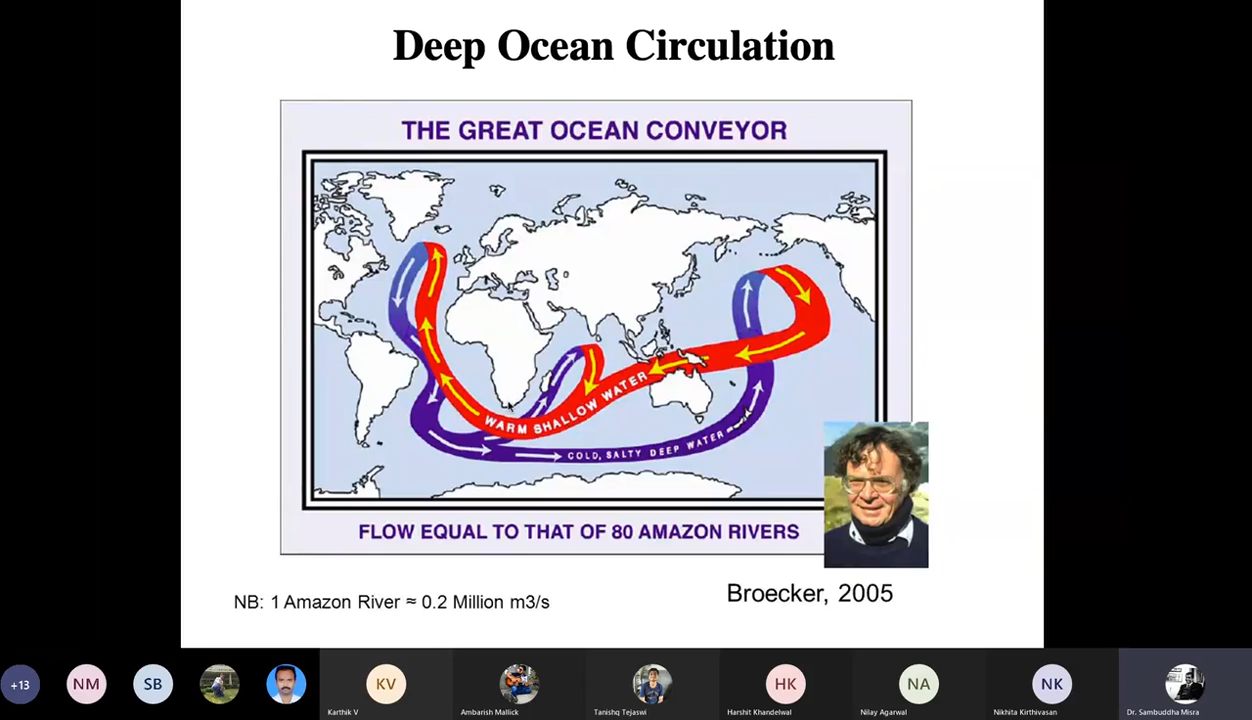 Deep Ocean Circulation
THE GREAT OCEAN CONVEYOR
WARM SHALLOW WATER
COLD, SALTY DEEP WATER
FLOW EQUAL TO THAT OF 80 AMAZON RIVERS
NB: 1 Amazon River ≈ 0.2 Million m3/s
Broecker, 2005
+13
NM
SB
KV
HK
NA
NK
Karthik V
Ambarish Mallick
Tanishq Tejaswi
Harshit Khandelwal
Nilay Agarwal
Nikhita Kirthivasan
Dr. Sambuddha Misra